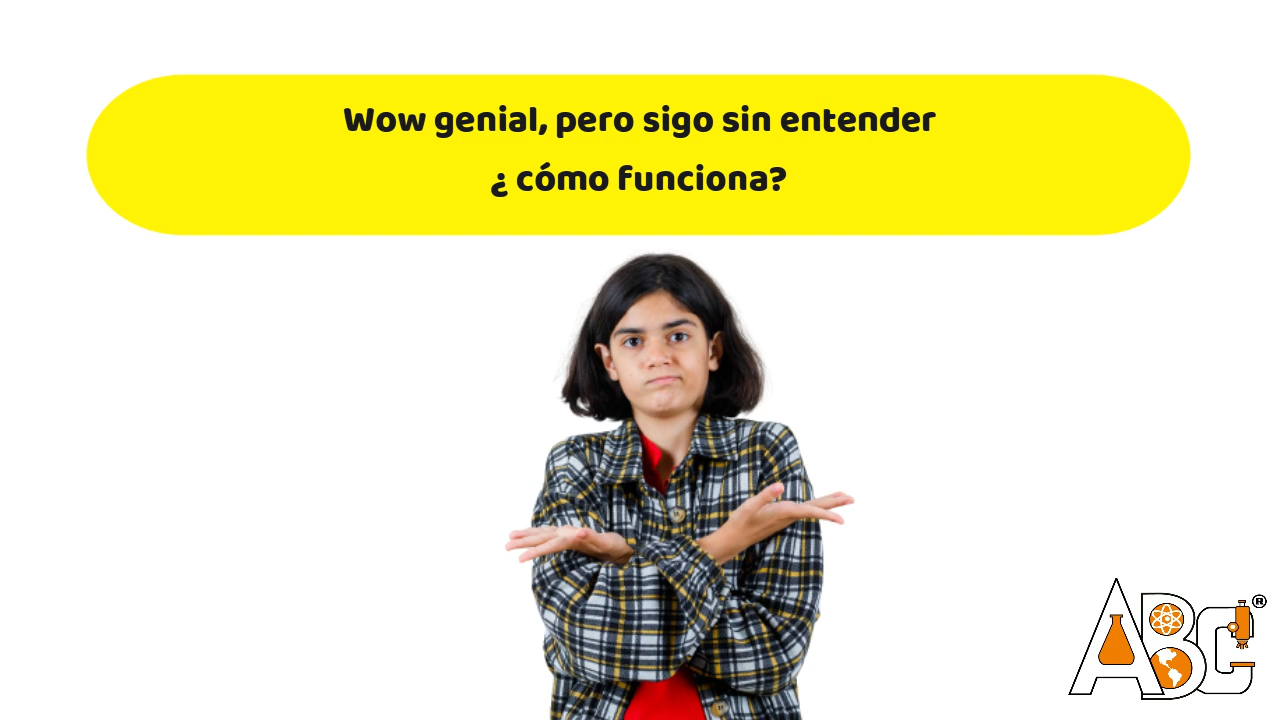 Wow genial, pero sigo sin entender
¿ cómo funciona?
ABC®